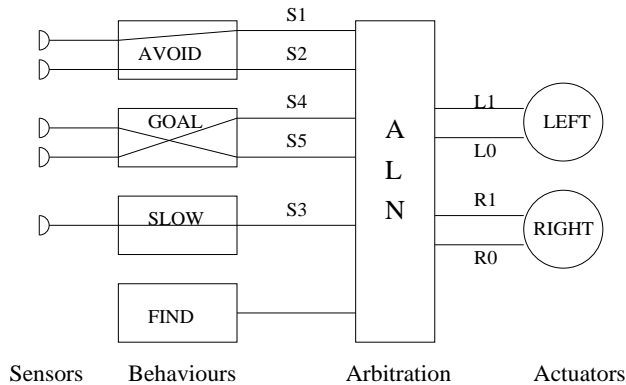 S1
AVOID
S2
GOAL
S4
S5
SLOW
S3
FIND
A
L
N
L1
LEFT
L0
R1
RIGHT
R0
Sensors Behaviours Arbitration Actuators